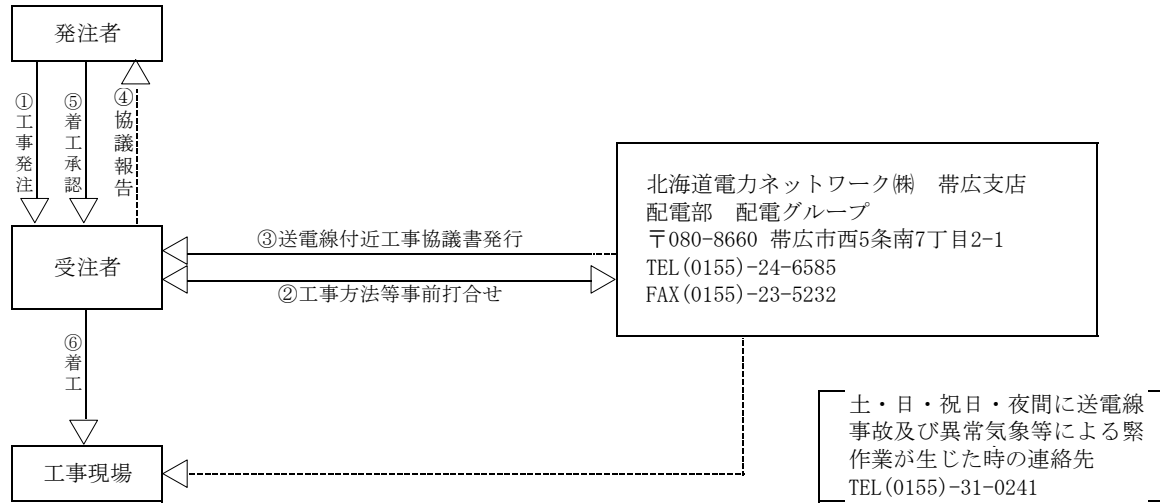 発注者
①工事発注
⑤着工承認
④協議報告
北海道電力ネットワーク㈱　帯広支店
配電部　配電グループ
〒080-8660 帯広市西5条南7丁目2-1
TEL(0155)-24-6585
FAX(0155)-23-5232
③送電線付近工事協議書発行
受注者
②工事方法等事前打合せ
⑥着工
土・日・祝日・夜間に送電線
事故及び異常気象等による緊
作業が生じた時の連絡先
TEL(0155)-31-0241
工事現場